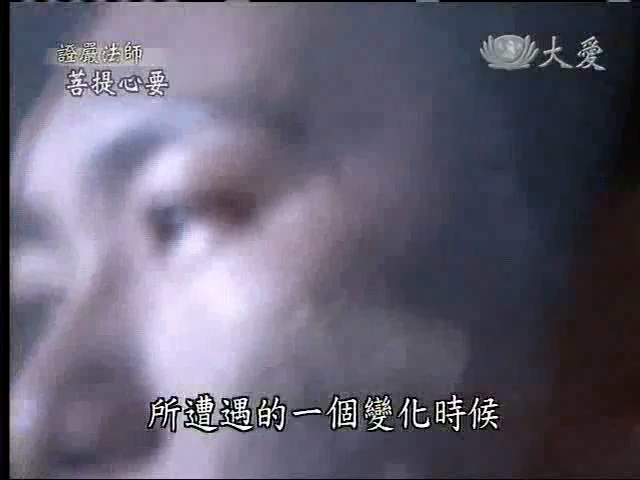 證嚴法師
菩提心要
大愛
所遭遇的一個變化時候